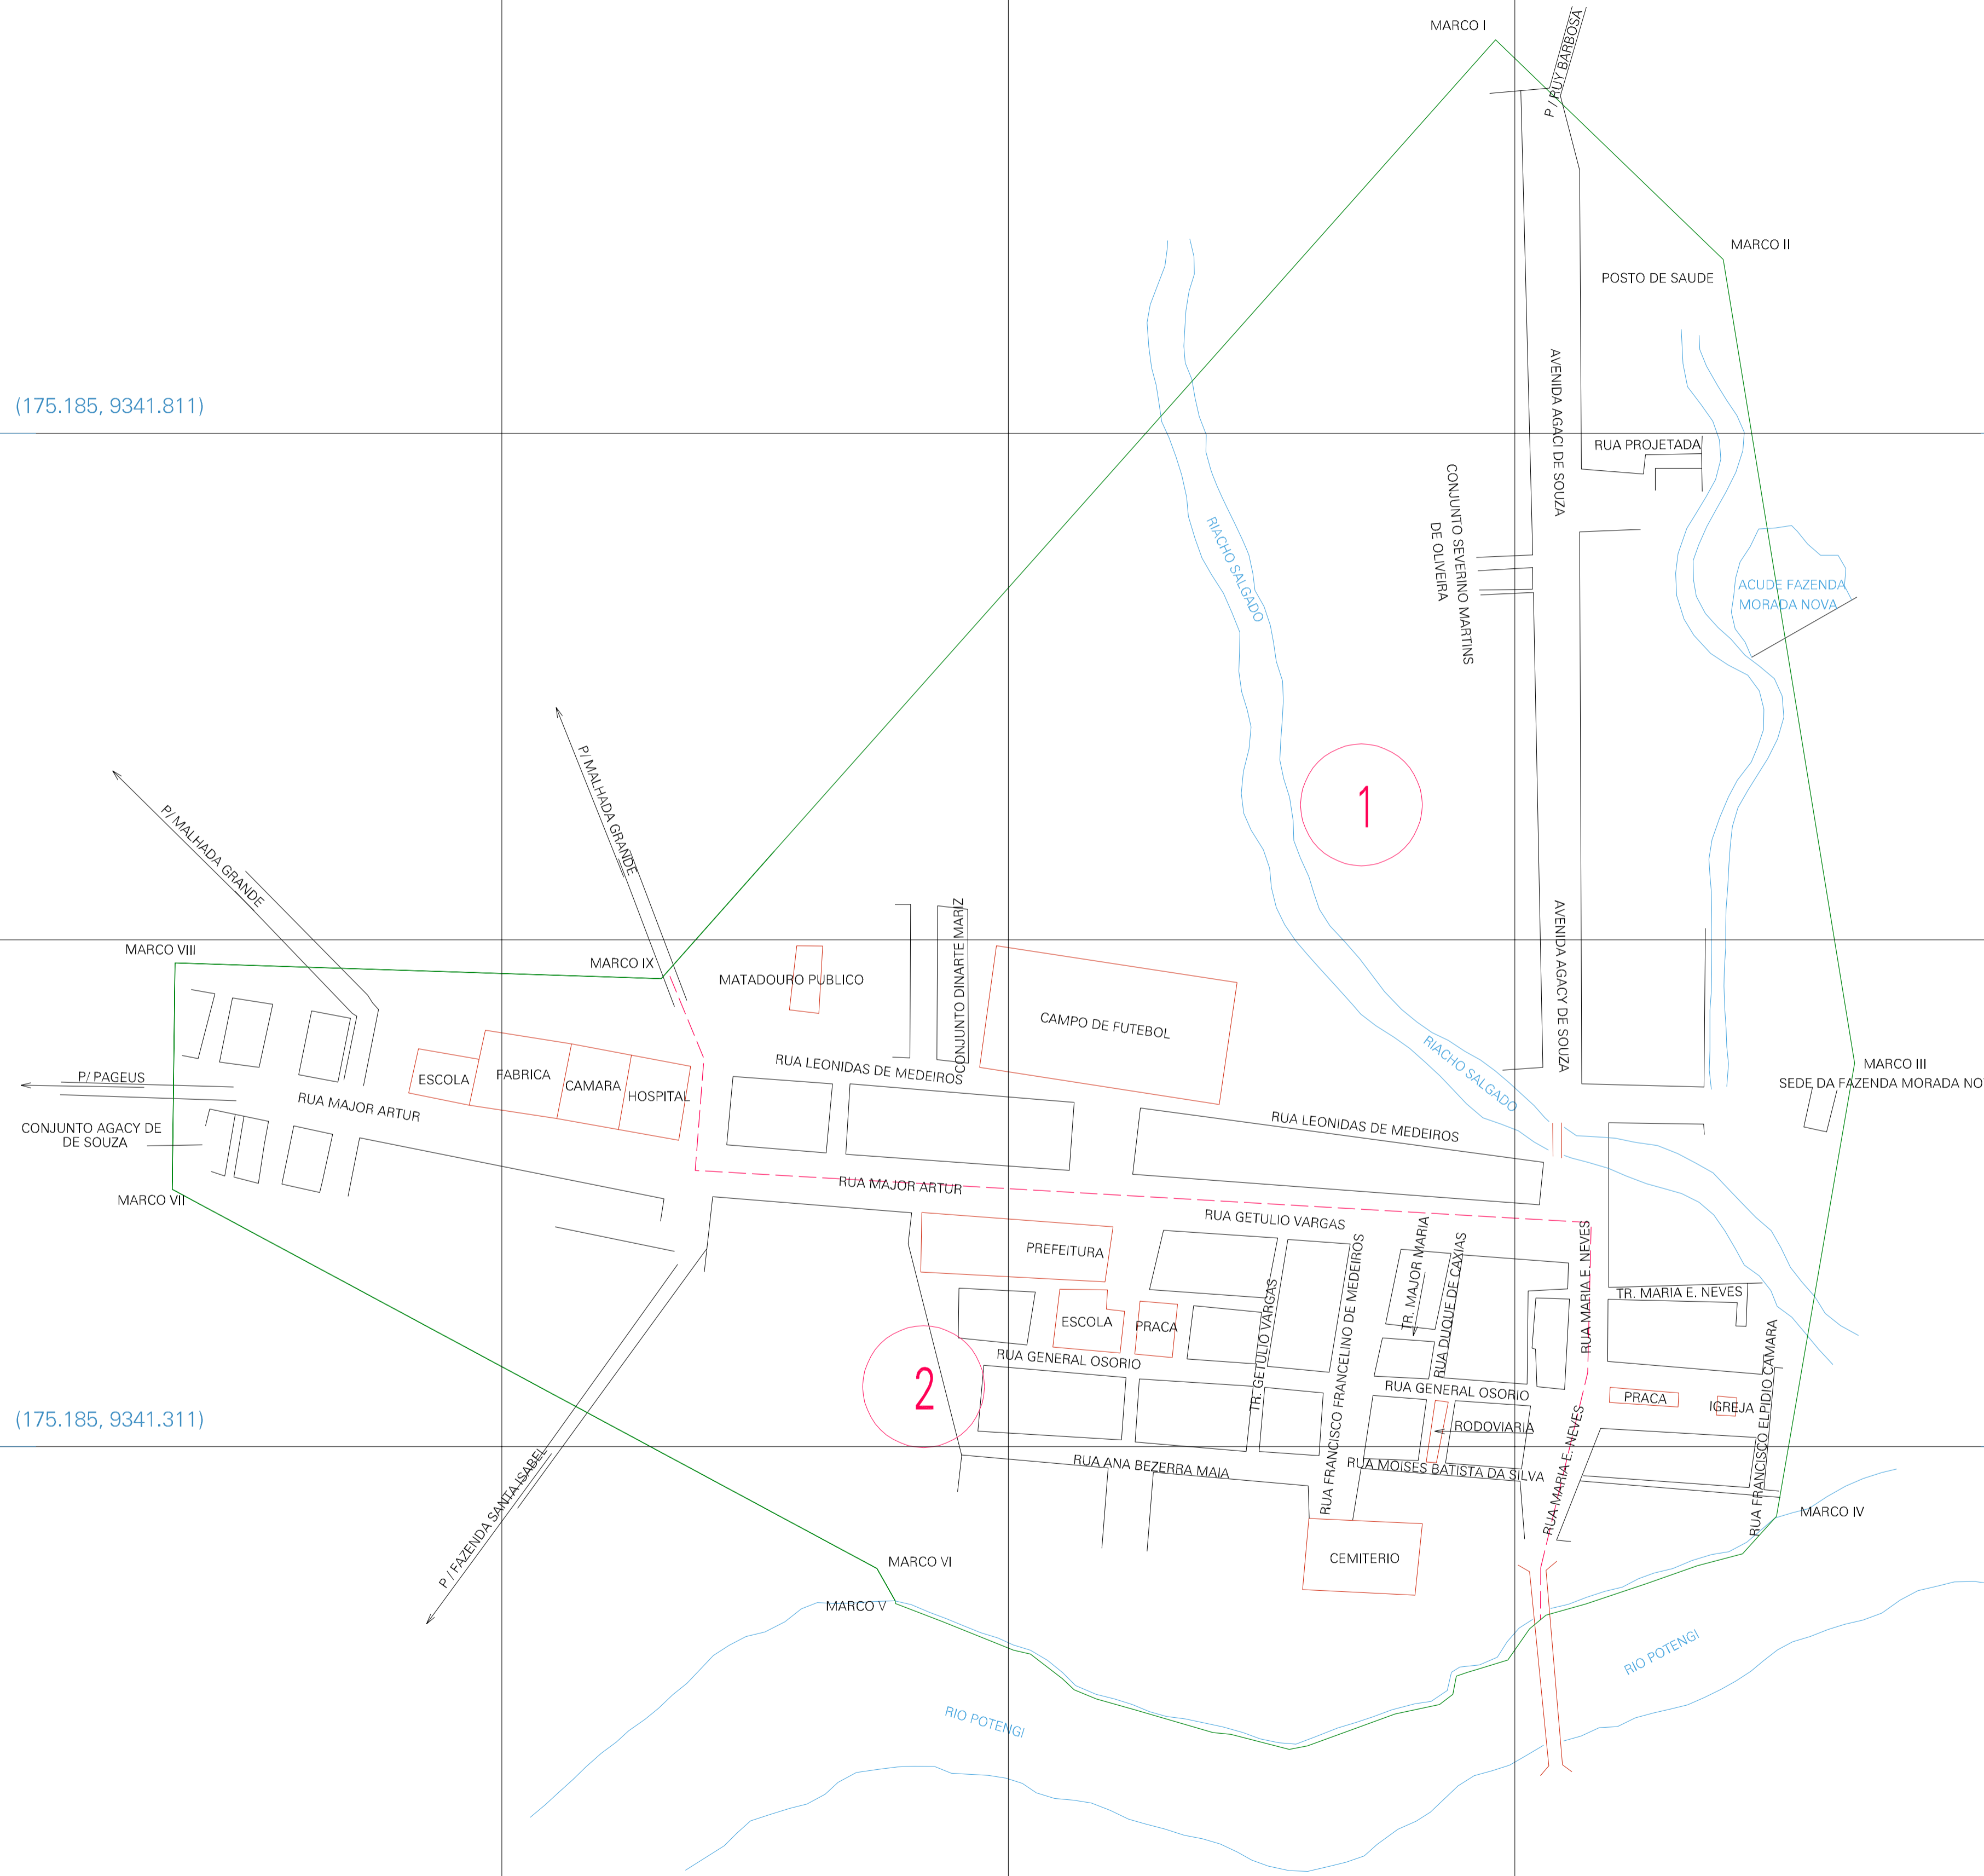 MARCO I
P / RUY BARBOSA
MARCO II
POSTO DE SAUDE
AVENIDA AGACI DE SOUZA
(175.185, 9341.811)
RUA PROJETADA
CONJUNTO SEVERINO MARTINS
DE OLIVEIRA
RIACHO SALGADO
ACUDE FAZENDA
MORADA NOVA
P/ MALHADA GRANDE
P/ MALHADA GRANDE
1
AVENIDA AGACY DE SOUZA
MARCO VIII
MARCO IX
MATADOURO PUBLICO
CONJUNTO DINARTE MARIZ
CAMPO DE FUTEBOL
RIACHO SALGADO
MARCO III
SEDE DA FAZENDA MORADA NO
P/ PAGEUS
ESCOLA
FABRICA
CAMARA
HOSPITAL
RUA LEONIDAS DE MEDEIROS
RUA MAJOR ARTUR
CONJUNTO AGACY DE
DE SOUZA
RUA LEONIDAS DE MEDEIROS
MARCO VII
RUA MAJOR ARTUR
RUA GETULIO VARGAS
PREFEITURA
TR. MAJOR MARIA
RUA DUQUE DE CAXIAS
RUA MARIA E. NEVES
TR. MARIA E. NEVES
ESCOLA
PRACA
TR. GETULIO VARGAS
RUA FRANCISCO FRANCELINO DE MEDEIROS
RUA GENERAL OSORIO
2
RUA GENERAL OSORIO
PRACA
IGREJA
RUA FRANCISCO ELPIDIO CAMARA
(175.185, 9341.311)
RODOVIARIA
RUA ANA BEZERRA MAIA
RUA MOISES BATISTA DA SILVA
RUA MARIA E. NEVES
P / FAZENDA SANTA ISABEL
MARCO IV
CEMITERIO
MARCO VI
MARCO V
RIO POTENGI
RIO POTENGI